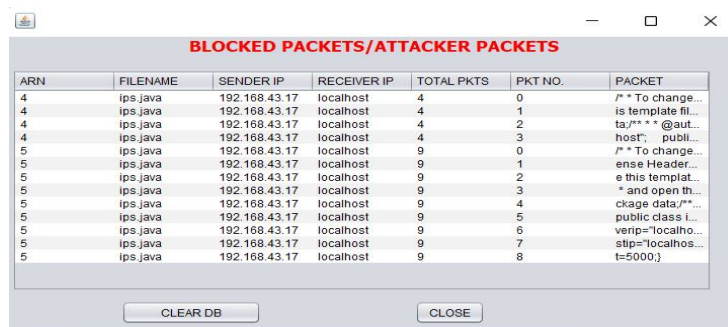 BLOCKED PACKETS/ATTACKER PACKETS
ARN FILENAME SENDER IP RECEIVER IP TOTAL PKTS PKT NO. PACKET
4 ips.java 192.168.43.17 localhost 4 0 /* * To change...
4 ips.java 192.168.43.17 localhost 4 1 is template fil...
4 ips.java 192.168.43.17 localhost 4 2 ta;/** * * @aut...
4 ips.java 192.168.43.17 localhost 4 3 host"; publi...
5 ips.java 192.168.43.17 localhost 9 0 /* * To change...
5 ips.java 192.168.43.17 localhost 9 1 ense Header...
5 ips.java 192.168.43.17 localhost 9 2 e this templat...
5 ips.java 192.168.43.17 localhost 9 3 * and open th...
5 ips.java 192.168.43.17 localhost 9 4 ckage data;/**...
5 ips.java 192.168.43.17 localhost 9 5 public class i...
5 ips.java 192.168.43.17 localhost 9 6 verip="localho...
5 ips.java 192.168.43.17 localhost 9 7 stip="localhos...
5 ips.java 192.168.43.17 localhost 9 8 t=5000;}
CLEAR DB CLOSE